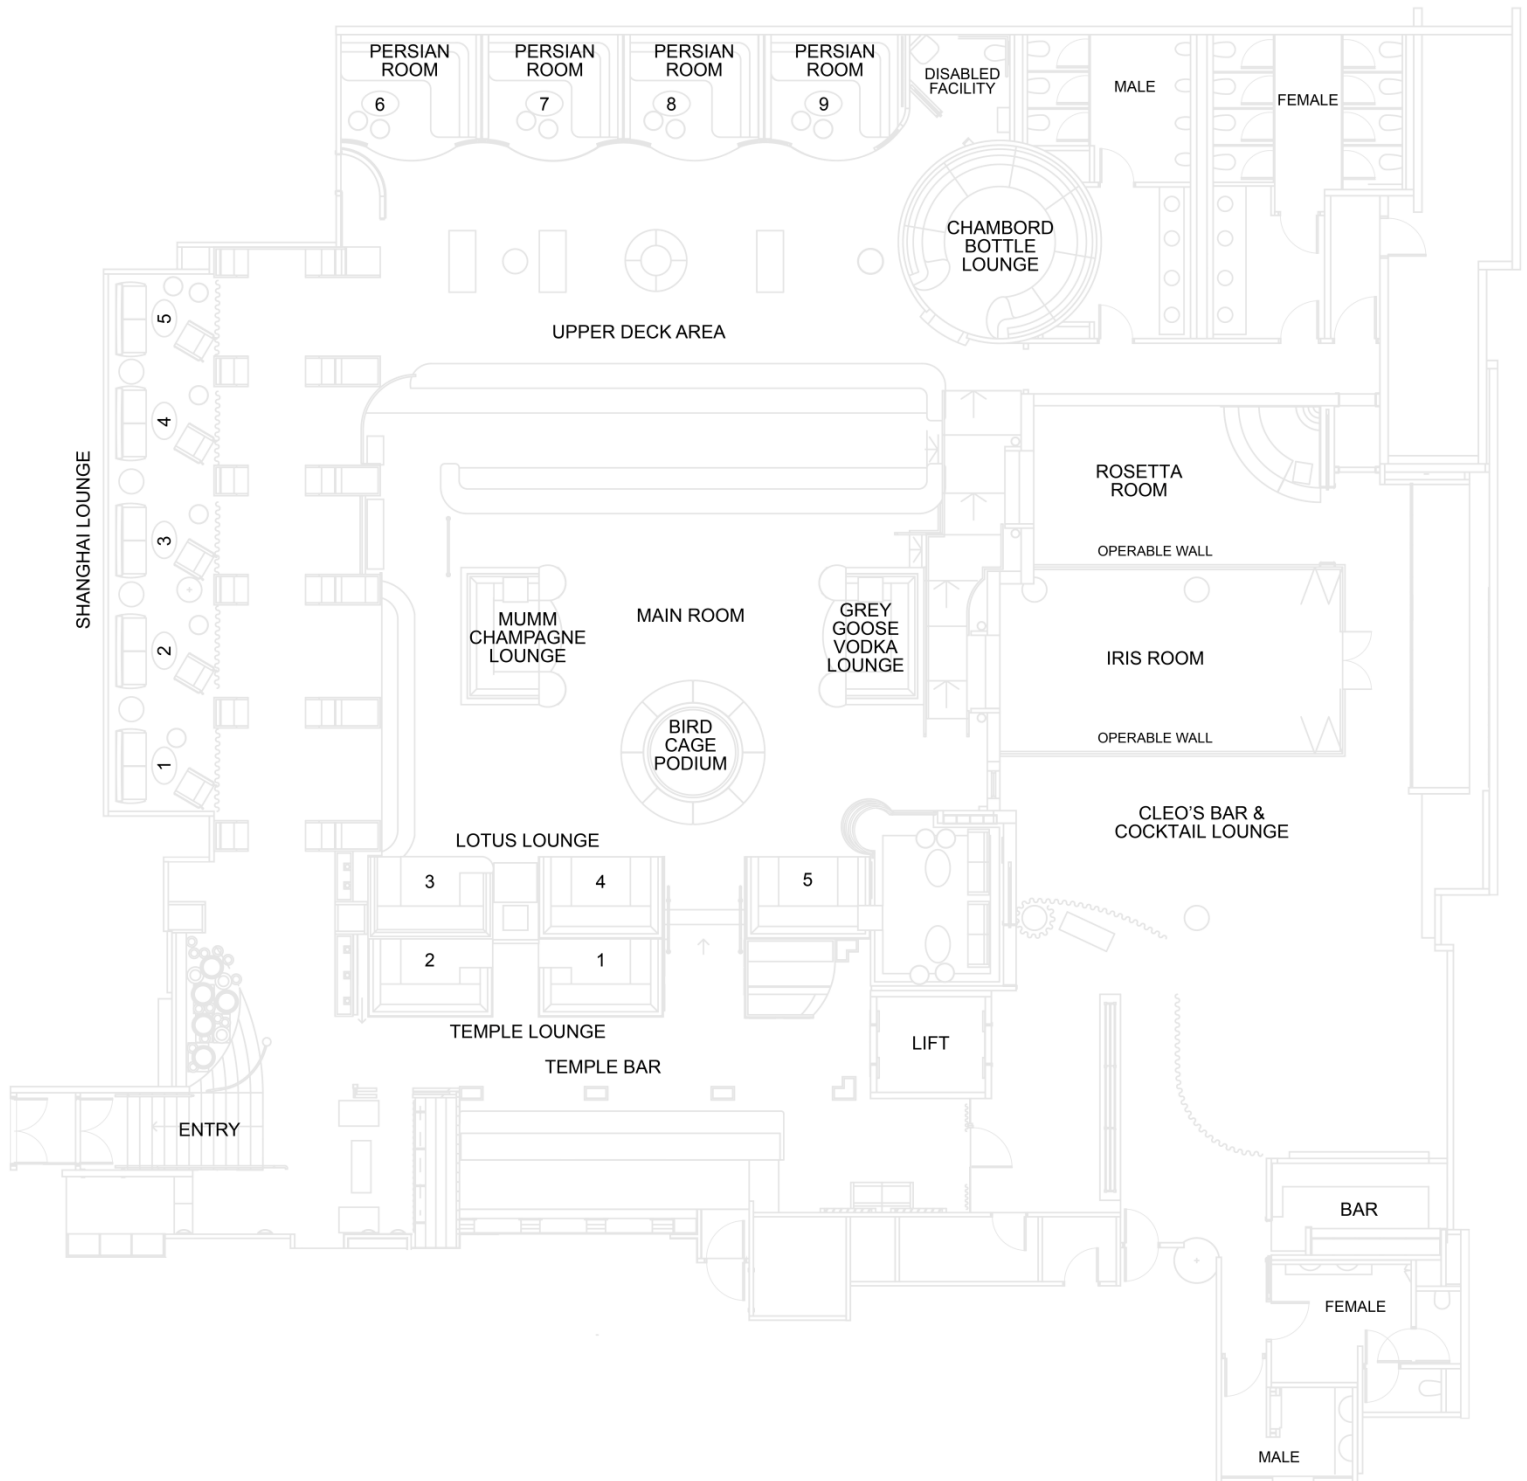 PERSIAN
ROOM
6
PERSIAN
ROOM
7
PERSIAN
ROOM
8
PERSIAN
ROOM
9
DISABLED
FACILITY
MALE
FEMALE
CHAMBORD
BOTTLE
LOUNGE
UPPER DECK AREA
SHANGHAI LOUNGE
5
4
3
2
1
ROSETTA
ROOM
OPERABLE WALL
MUMM
CHAMPAGNE
LOUNGE
MAIN ROOM
GREY
GOOSE
VODKA
LOUNGE
IRIS ROOM
OPERABLE WALL
BIRD
CAGE
PODIUM
CLEO’S BAR &
COCKTAIL LOUNGE
LOTUS LOUNGE
3
4
5
2
1
TEMPLE LOUNGE
TEMPLE BAR
LIFT
ENTRY
BAR
FEMALE
MALE